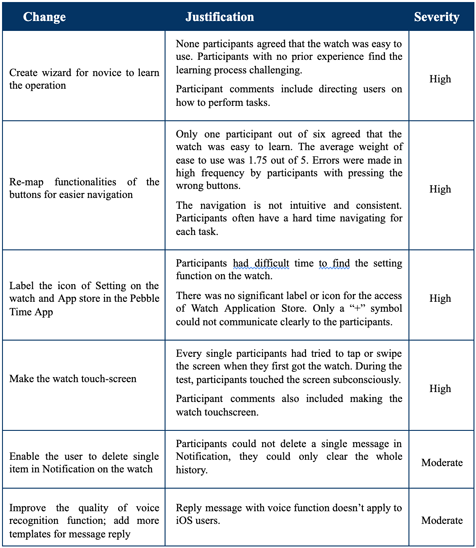 Change Justification Severity
None participants agreed that the watch was easy to
use. Participants with no prior experience find the
learning process challenging.
Participant comments include directing users on
how to perform tasks.
Create wizard for novice to learn
the operation
High
Only one participant out of six agreed that the
watch was easy to learn. The average weight of
ease to use was 1.75 out of 5. Errors were made in
high frequency by participants with pressing the
wrong buttons.
The navigation is not intuitive and consistent.
Participants often have a hard time navigating for
each task.
Re-map functionalities of the
buttons for easier navigation
High
Participants had difficult time to find the setting
function on the watch.
There was no significant label or icon for the access
of Watch Application Store. Only a “+” symbol
could not communicate clearly to the participants.
Label the icon of Setting on the
watch and App store in the Pebble
Time App
High
Every single participants had tried to tap or swipe
the screen when they first got the watch. During the
test, participants touched the screen subconsciously.
Participant comments also included making the
watch touchscreen.
Make the watch touch-screen
High
Participants could not delete a single message in
Notification, they could only clear the whole
history.
Enable the user to delete single
item in Notification on the watch
Moderate
Improve the quality of voice
recognition function; add more
templates for message reply
Reply message with voice function doesn’t apply to
iOS users.
Moderate